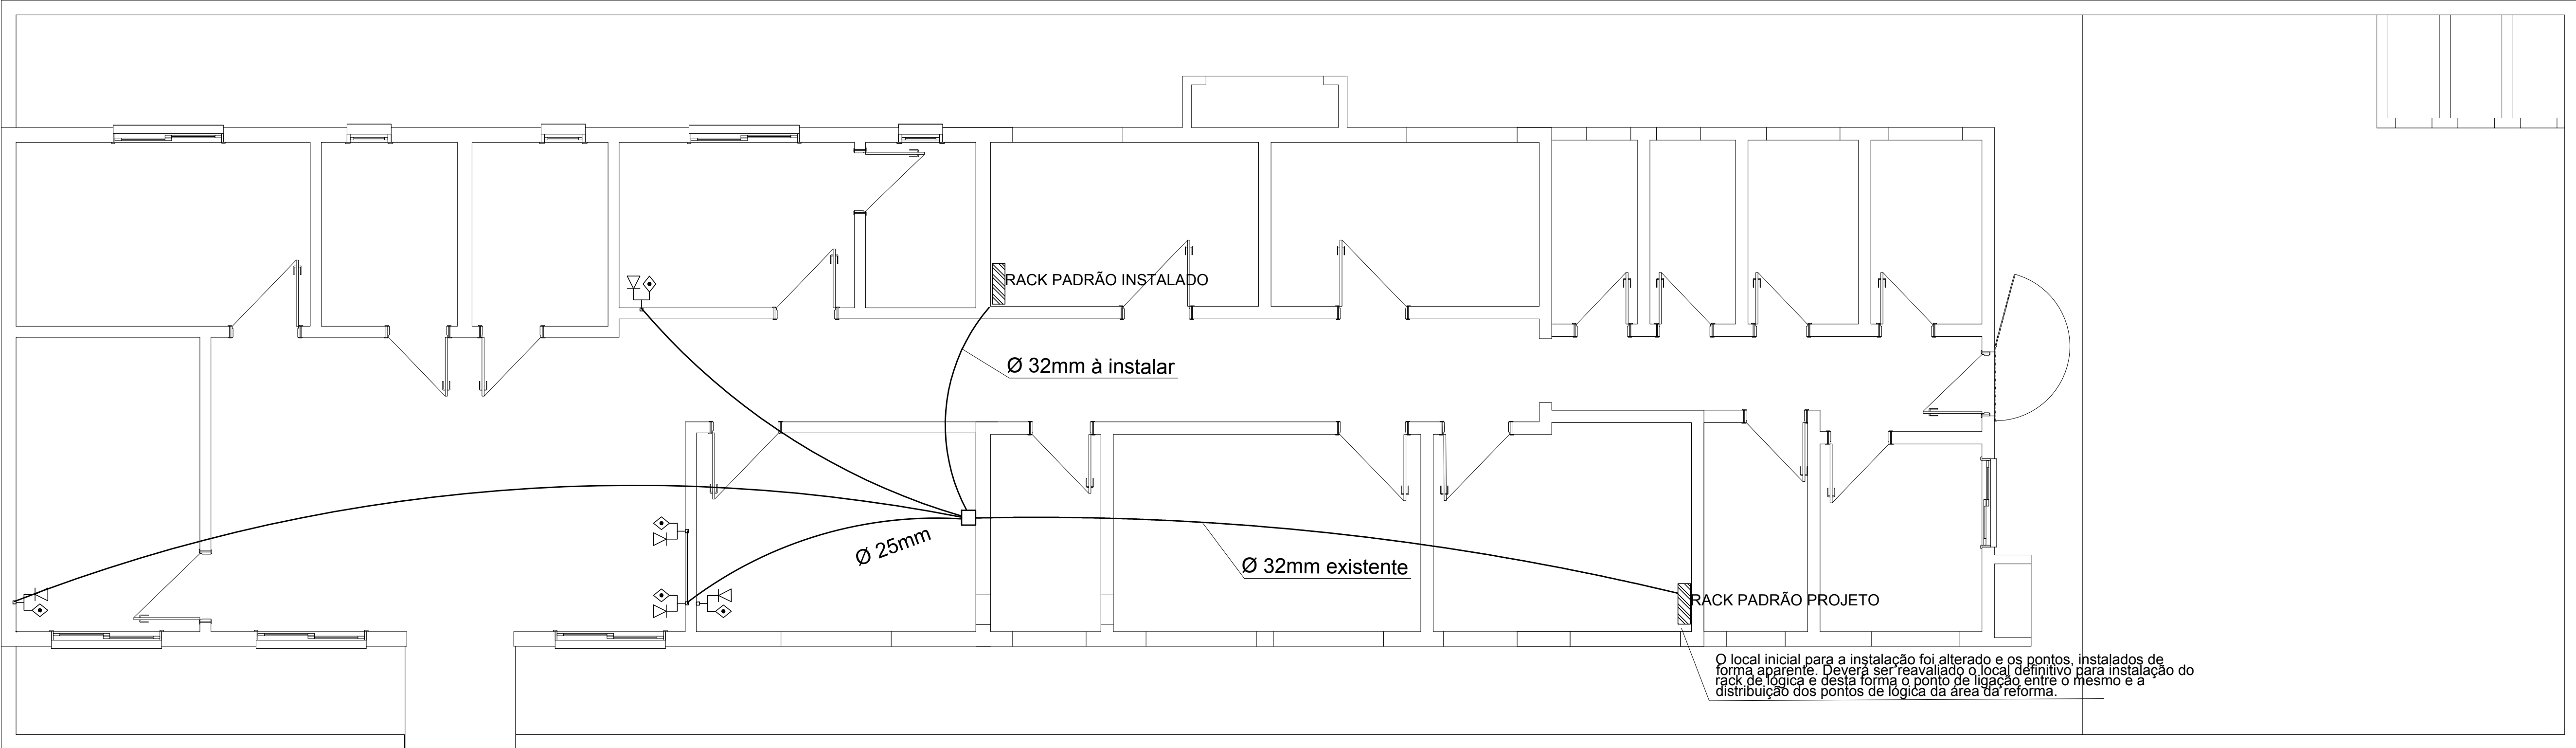 RACK PADRÃO INSTALADO
Ø 32mm à instalar
Ø 25mm
Ø 32mm existente
RACK PADRÃO PROJETO
O local inicial para a instalação foi alterado e os pontos, instalados de
forma aparente. Deverá ser reavaliado o local definitivo para instalação do
rack de lógica e desta forma o ponto de ligação entre o mesmo e a
distribuição dos pontos de lógica da área da reforma.